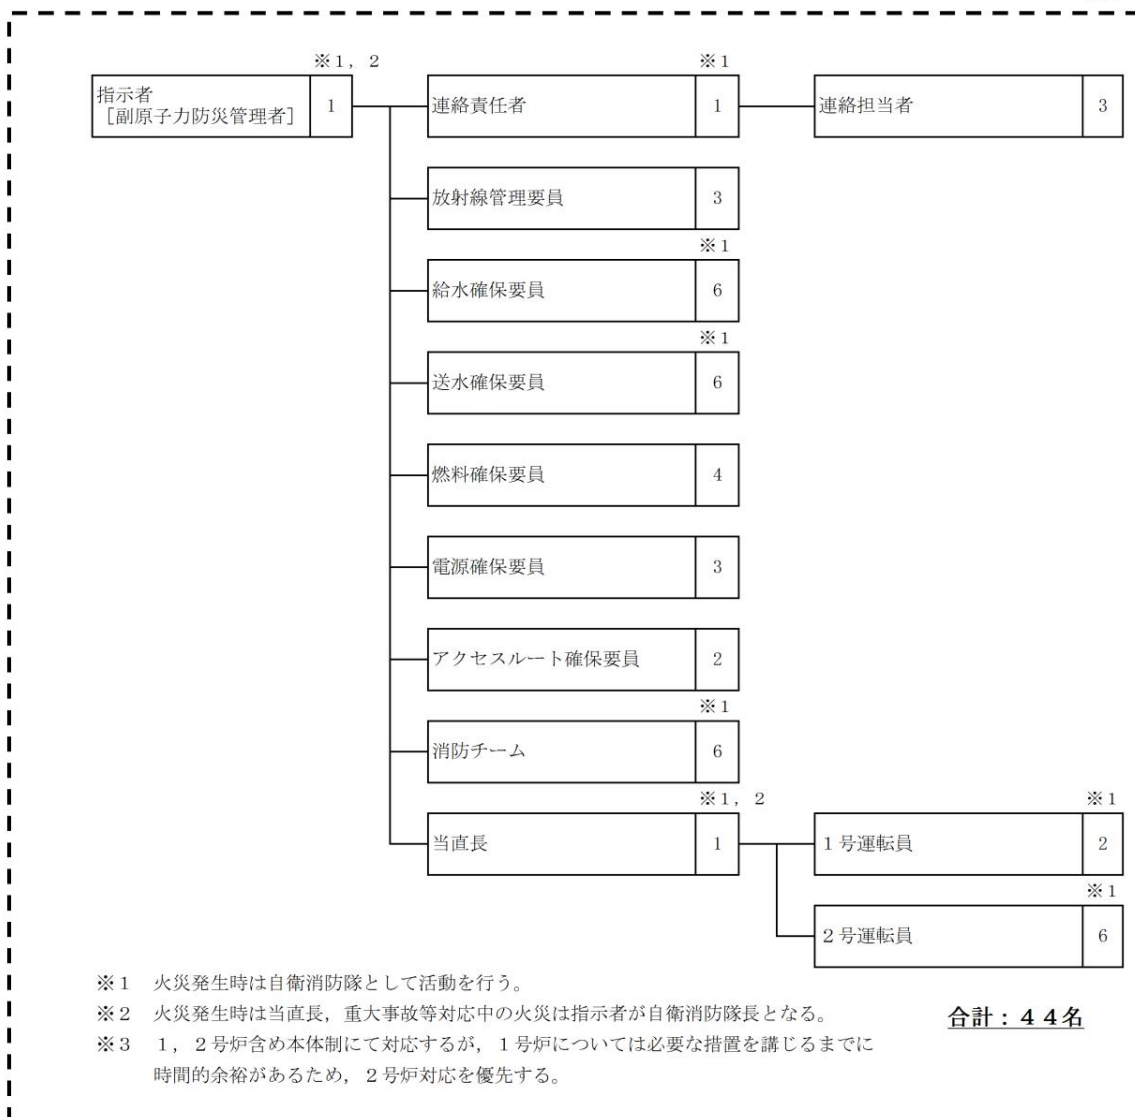 ※１，２
指示者
［副原子力防災管理者］
1
※１
連絡責任者
1
連絡担当者
3
放射線管理要員
3
※１
給水確保要員
6
※１
送水確保要員
6
燃料確保要員
4
電源確保要員
3
アクセスルート確保要員
2
※１
消防チーム
6
※１，２
当直長
1
※１
１号運転員
2
※１
２号運転員
6
※１　火災発生時は自衛消防隊として活動を行う。
※２　火災発生時は当直長，重大事故等対応中の火災は指示者が自衛消防隊長となる。
※３　１，２号炉含め本体制にて対応するが，１号炉については必要な措置を講じるまでに
時間的余裕があるため，２号炉対応を優先する。
合計：４４名